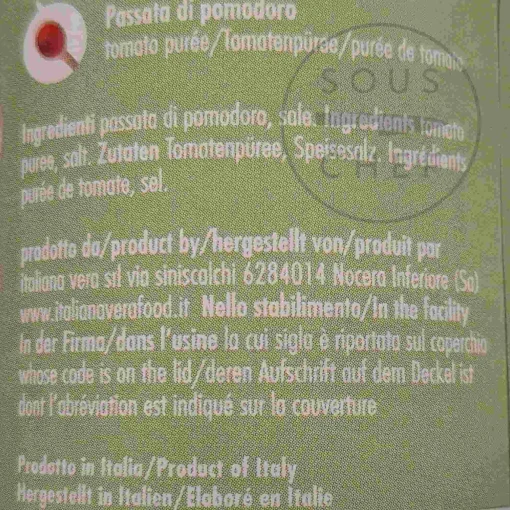 Passata di pomodoro
tomato purée/Tomatenpüree/purée de tomate
SOUS
CHEF
Ingredienti passata di pomodoro, sale. Ingredients tomato
puree, salt. Zutaten Tomatenpüree, Speisesalz. Ingrédients
purée de tomate, sel.
prodotto da/product by/hergestellt von/produit par
italiana vera srl via siniscalchi 6284014 Nocera Inferiore (Sa)
www.italianaverafood.it Nello stabilimento/In the facility
In der Firma/dans l'usine la cui sigla è riportata sul coperchio
whose code is on the lid/deren Aufschrift auf dem Deckel ist
dont l'abréviation est indiqué sur la couverture
Prodotto in Italia/Product of Italy
Hergestellt in Italien/Elaboré en Italie